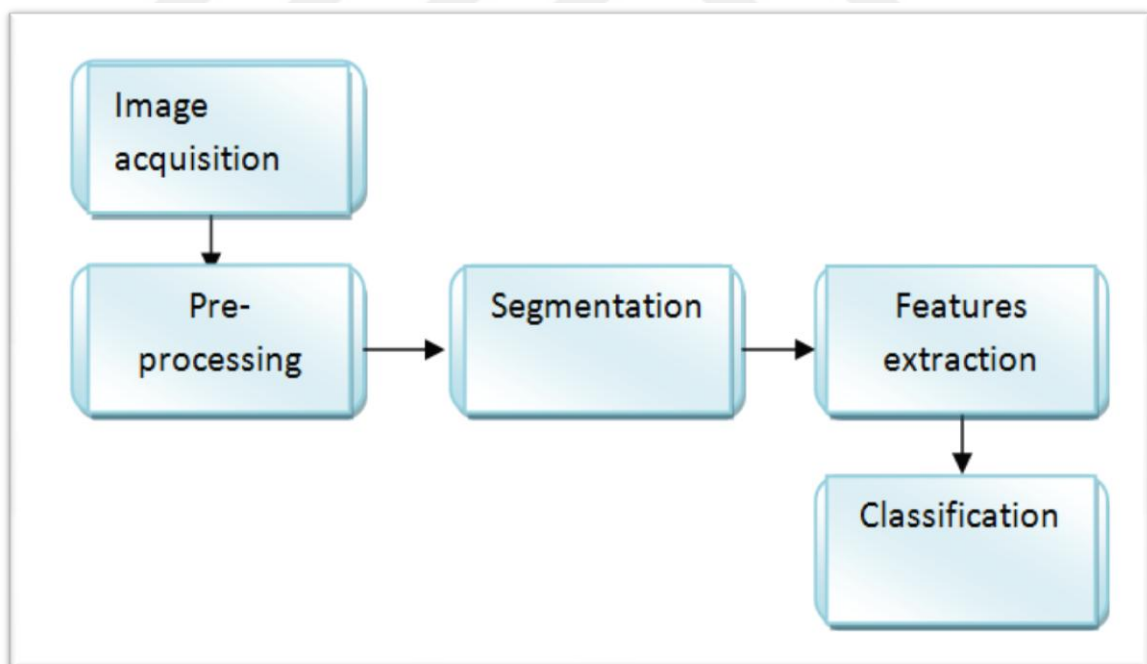 Image
acquisition
Pre-
processing
Segmentation
Features
extraction
Classification